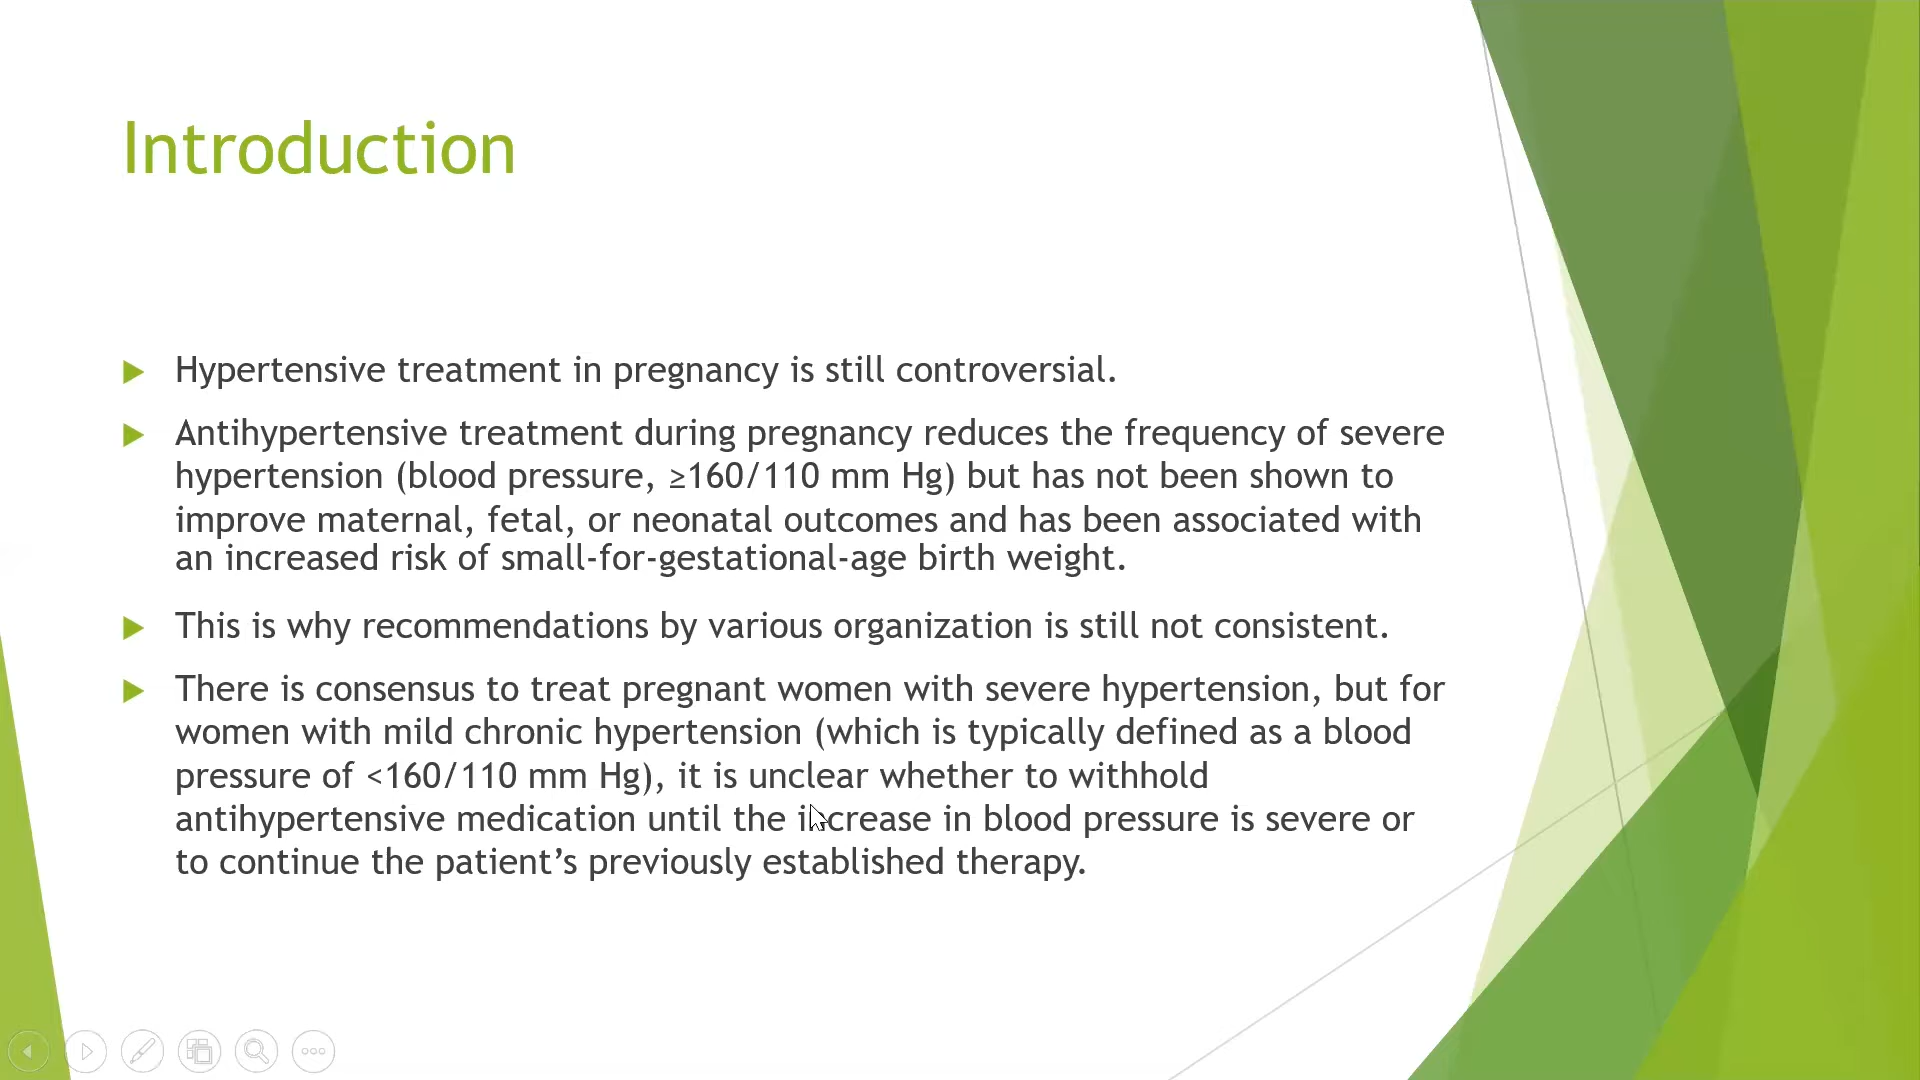 Introduction
Hypertensive treatment in pregnancy is still controversial.
Antihypertensive treatment during pregnancy reduces the frequency of severe
hypertension (blood pressure, ≥160/110 mm Hg) but has not been shown to
improve maternal, fetal, or neonatal outcomes and has been associated with
an increased risk of small-for-gestational-age birth weight.
This is why recommendations by various organization is still not consistent.
There is consensus to treat pregnant women with severe hypertension, but for
women with mild chronic hypertension (which is typically defined as a blood
pressure of <160/110 mm Hg), it is unclear whether to withhold
antihypertensive medication until the increase in blood pressure is severe or
to continue the patient’s previously established therapy.